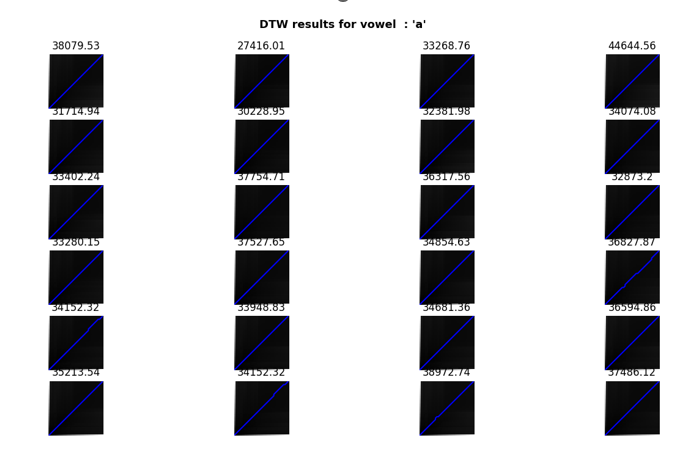 DTW results for vowel  : 'a'
38079.53 27416.01 33268.76 44644.56
31714.94 30228.95 32381.98 34074.08
33402.24 37754.71 36317.56 32873.2
33280.15 37527.65 34854.63 36827.87
34152.32 33948.83 34681.36 36594.86
35213.54 34152.32 38972.74 37486.12